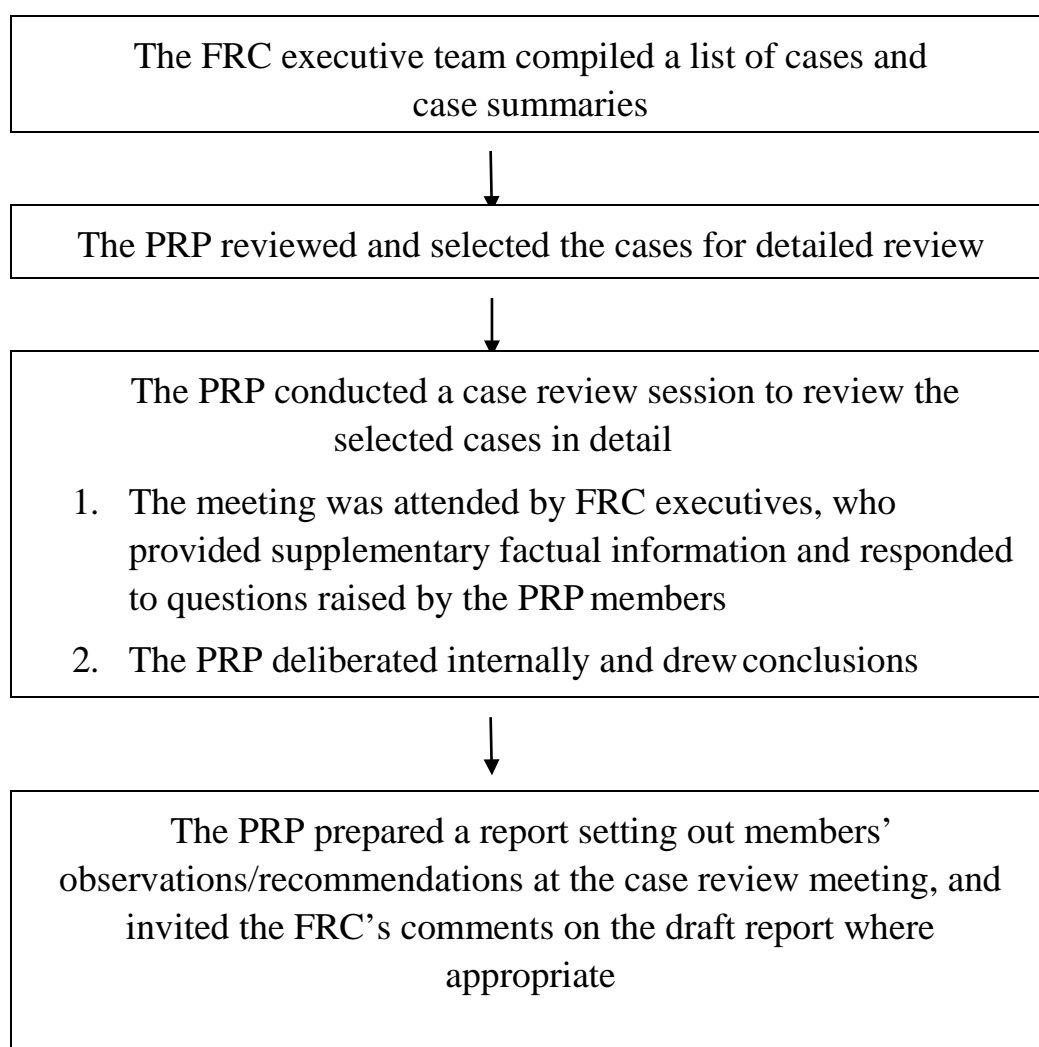 The FRC executive team compiled a list of cases and
case summaries
The PRP reviewed and selected the cases for detailed review
The PRP conducted a case review session to review the
selected cases in detail
1. The meeting was attended by FRC executives, who
provided supplementary factual information and responded
to questions raised by the PRP members
2. The PRP deliberated internally and drew conclusions
The PRP prepared a report setting out members’
observations/recommendations at the case review meeting, and
invited the FRC’s comments on the draft report where
appropriate